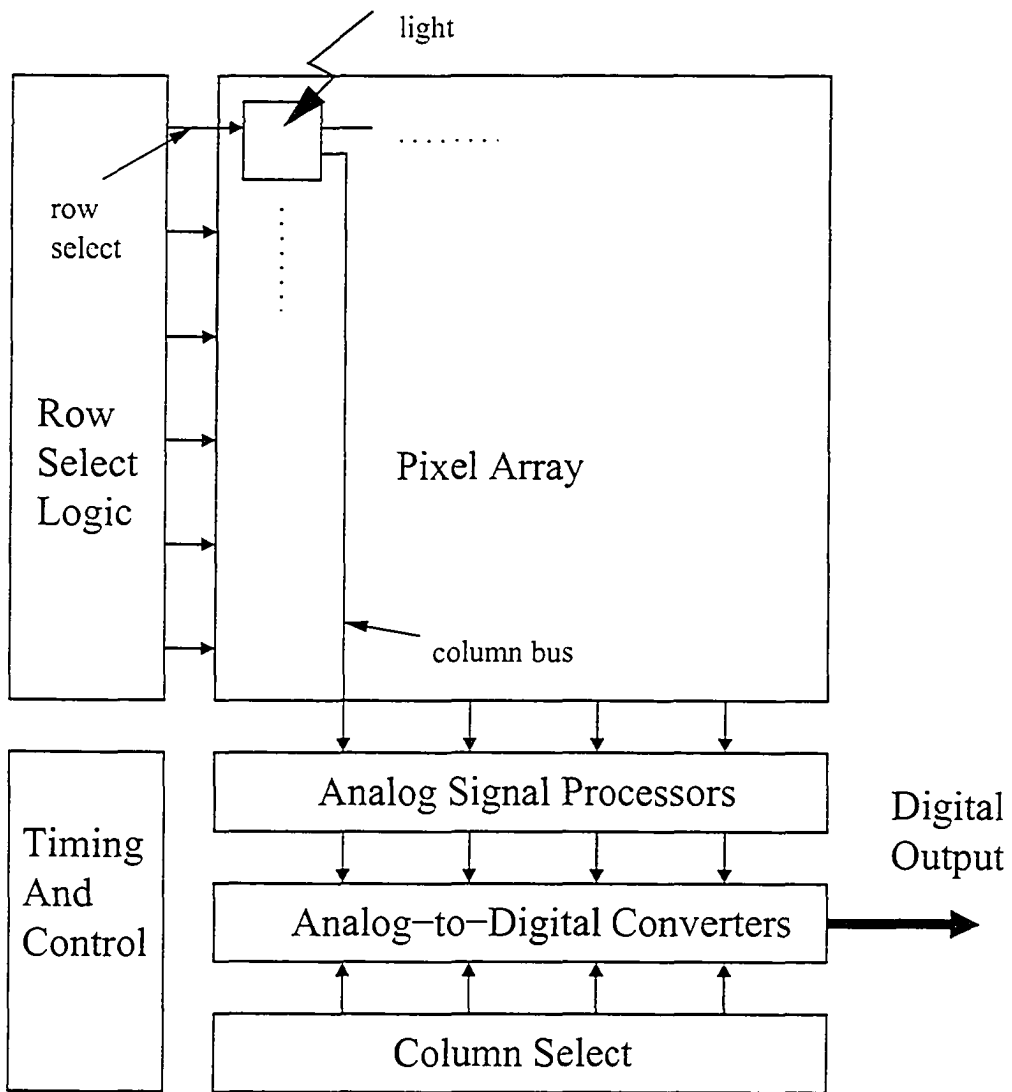 light
row
select
Row
Select
Logic
Pixel Array
column bus
Analog Signal Processors
Timing
And
Control
Digital
Output
Analog-to-Digital Converters
Column Select